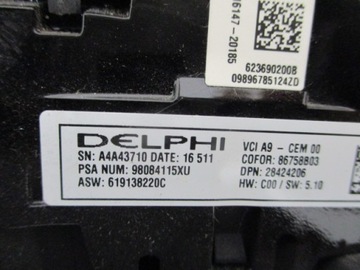 6147-20185
6236902008
09896785124ZD
DELPHI
SN: A4A43710 DATE: 16 511
PSA NUM: 98084115XU
ASW: 619138220C
VCI A9 - CEM 00
COFOR: 86758803
DPN: 28424206
HW: C00 / SW: 5.10